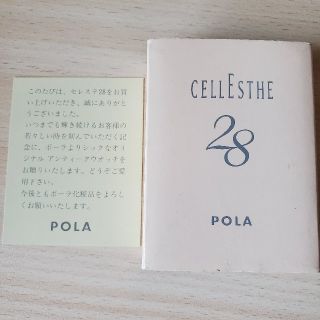 このたびは、セレステ28をお買
い上げいただき、誠にありがと
うございました。
いつまでも輝き続けるお客様の
若々しい時を刻んでいただく記
念に、ポーラよりシックなオリ
ジナル アンティークウオッチを
お贈りいたします。どうぞご愛
用下さい。
今後ともポーラ化粧品をよろし
くお願いいたします。
POLA
CELLESTHE
28
POLA